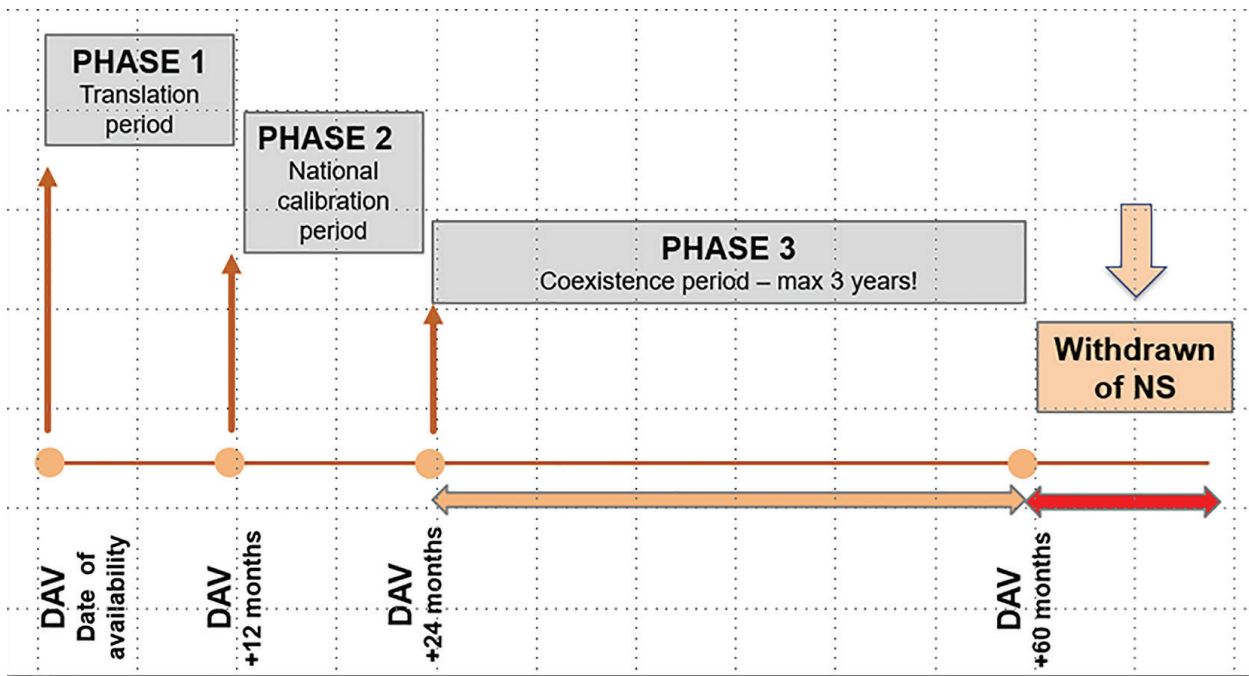 PHASE 1
Translation
period
PHASE 2
National
calibration
period
PHASE 3
Coexistence period – max 3 years!
Withdrawn
of NS
DAV
Date of
availability
DAV
+12 months
DAV
+24 months
DAV
+60 months